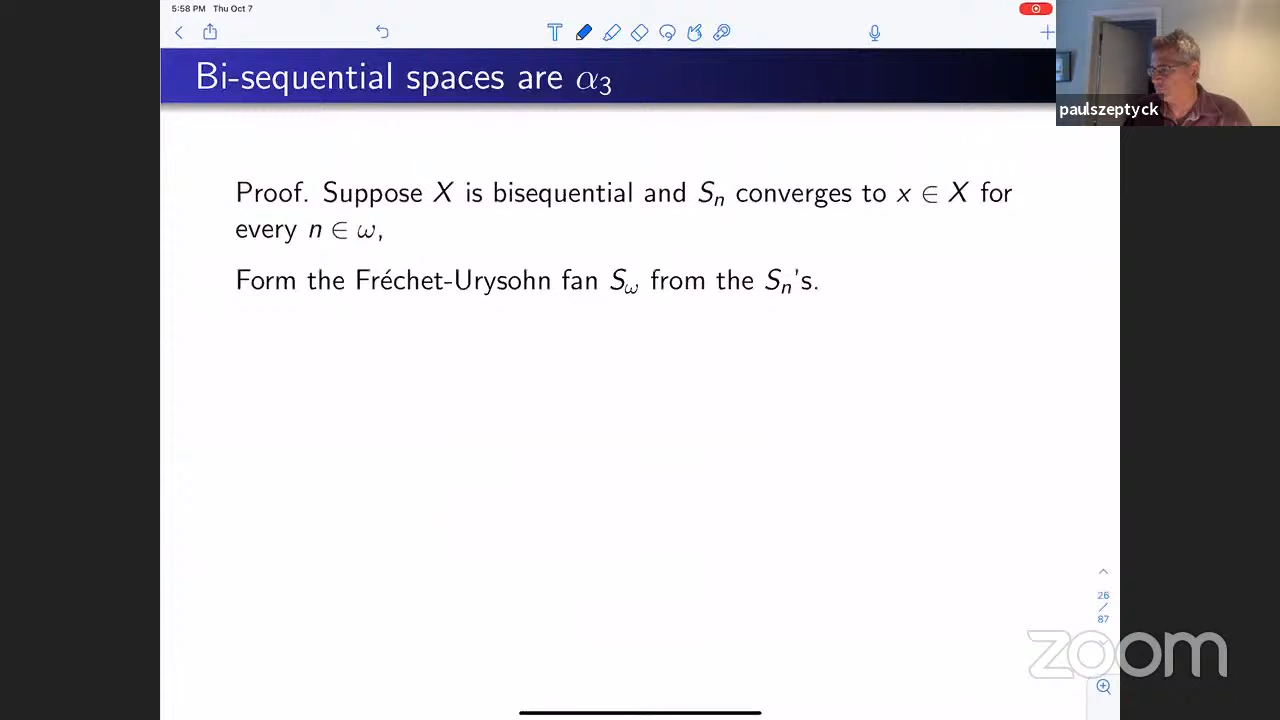 5:58 PM Thu Oct 7
Bi-sequential spaces are α₃
paulszeptyck
Proof. Suppose X is bisequential and Sₙ converges to x ∈ X for
every n ∈ ω,
Form the Fréchet-Urysohn fan S_ω from the Sₙ's.
26
/
87
zoom